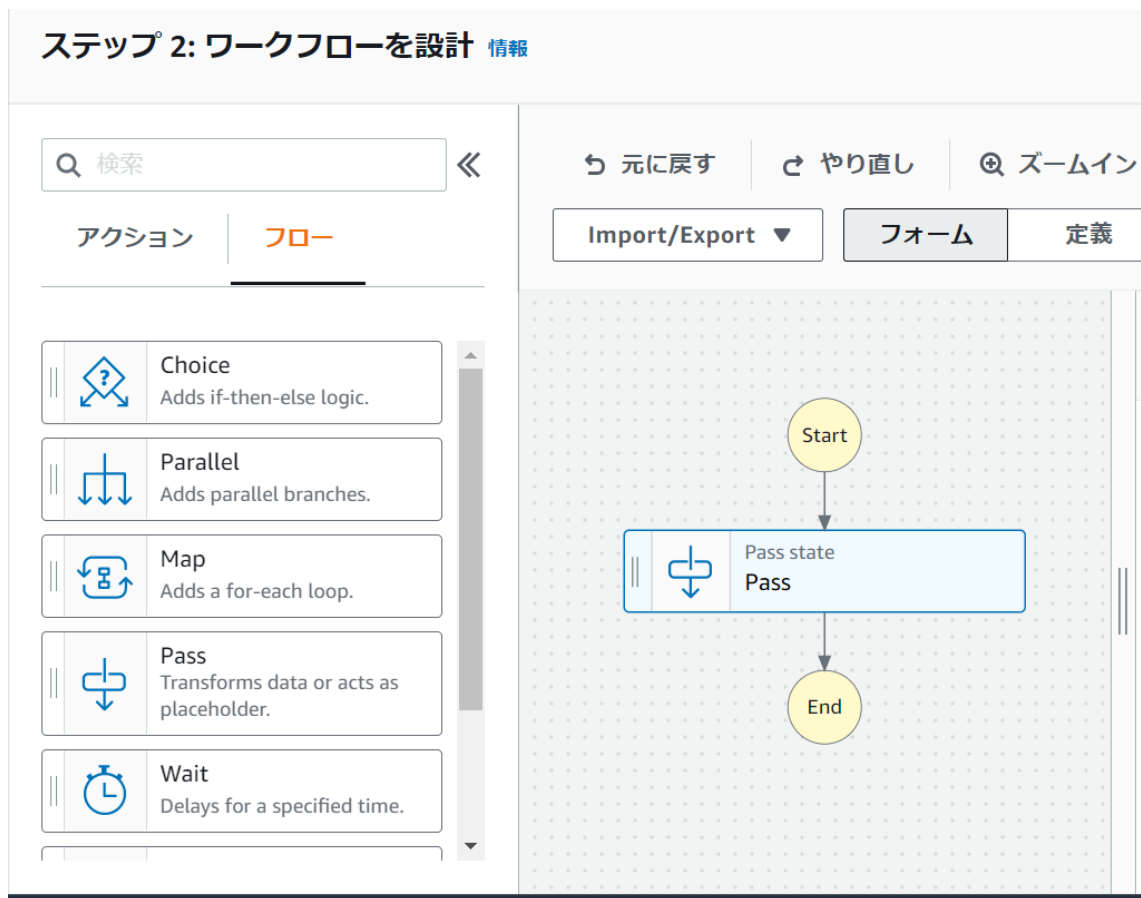 ステップ 2: ワークフローを設計 情報
検索
アクション フロー
Choice
Adds if-then-else logic.
Parallel
Adds parallel branches.
Map
Adds a for-each loop.
Pass
Transforms data or acts as
placeholder.
Wait
Delays for a specified time.
元に戻す やり直し ズームイン
Import/Export フォーム 定義
Start
Pass state
Pass
End